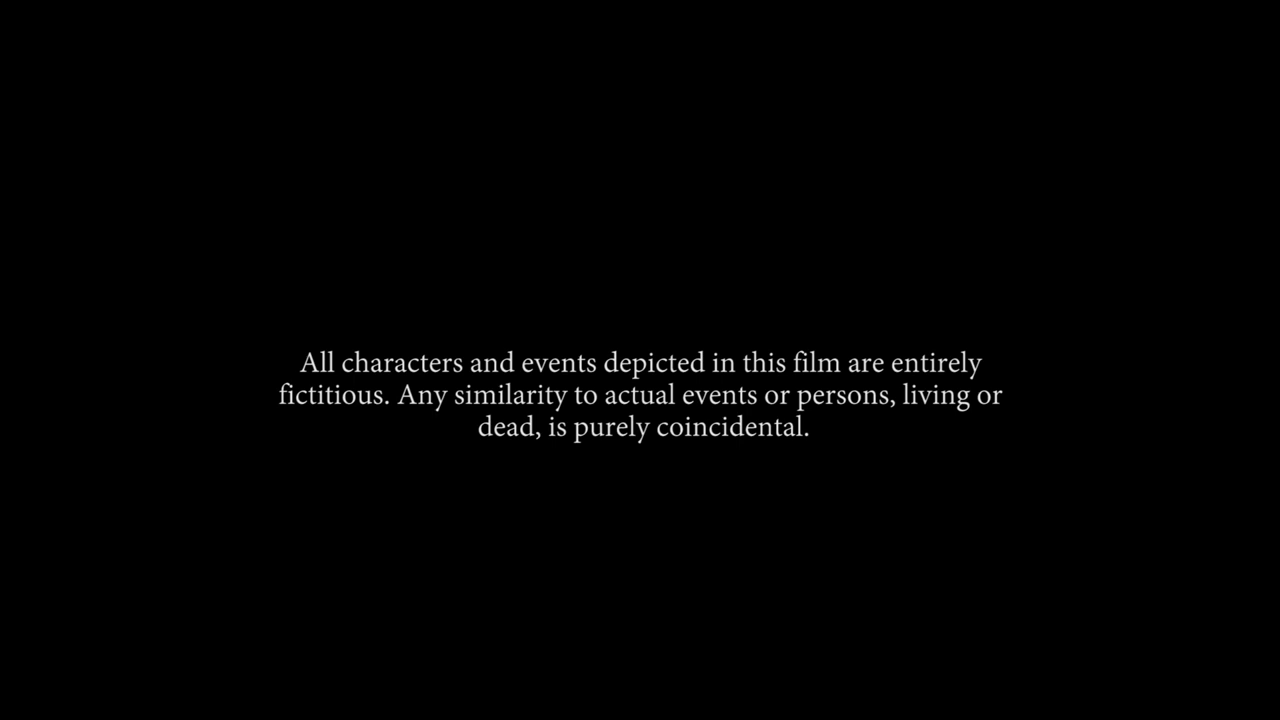 All characters and events depicted in this film are entirely
fictitious. Any similarity to actual events or persons, living or
dead, is purely coincidental.